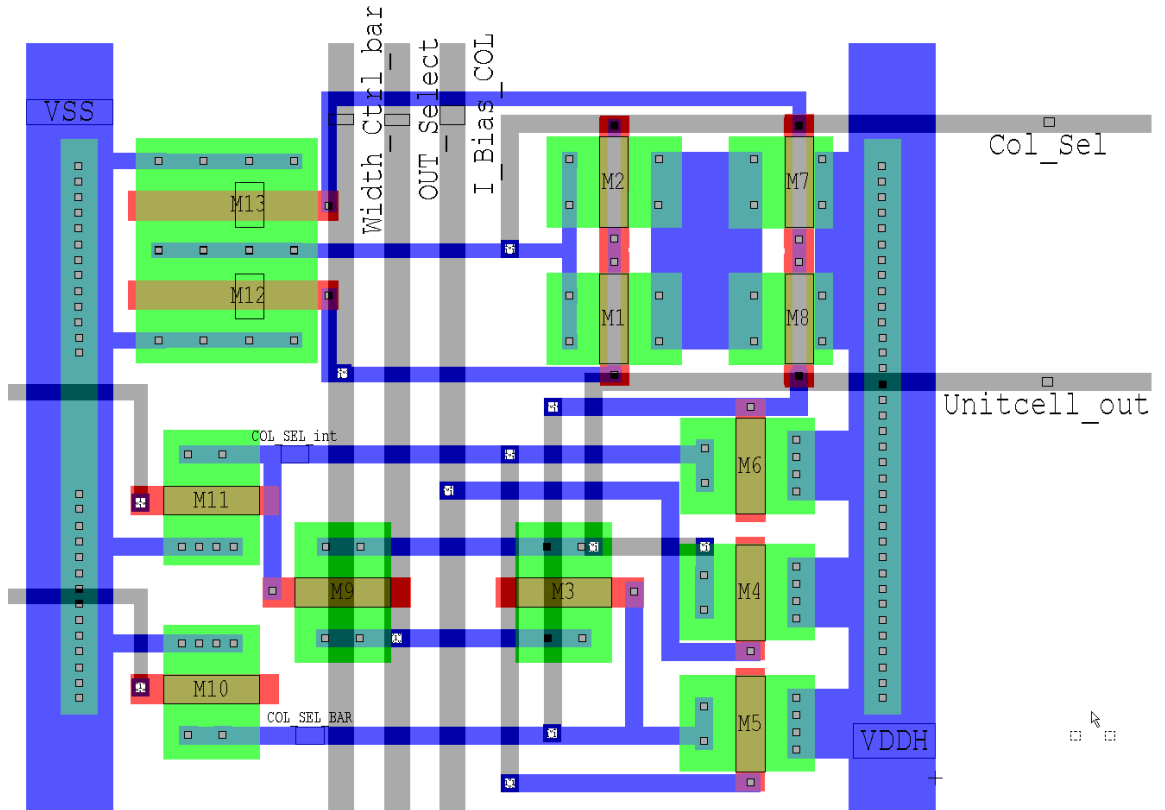 VSS
Width_Ctrl_bar
OUT_Select
I_Bias_COL
Col_Sel
M13
M2
M7
M12
M1
M8
Unitcell_out
COL_SEL_int
M6
M11
M9
M3
M4
M10
COL_SEL_BAR
M5
VDDH